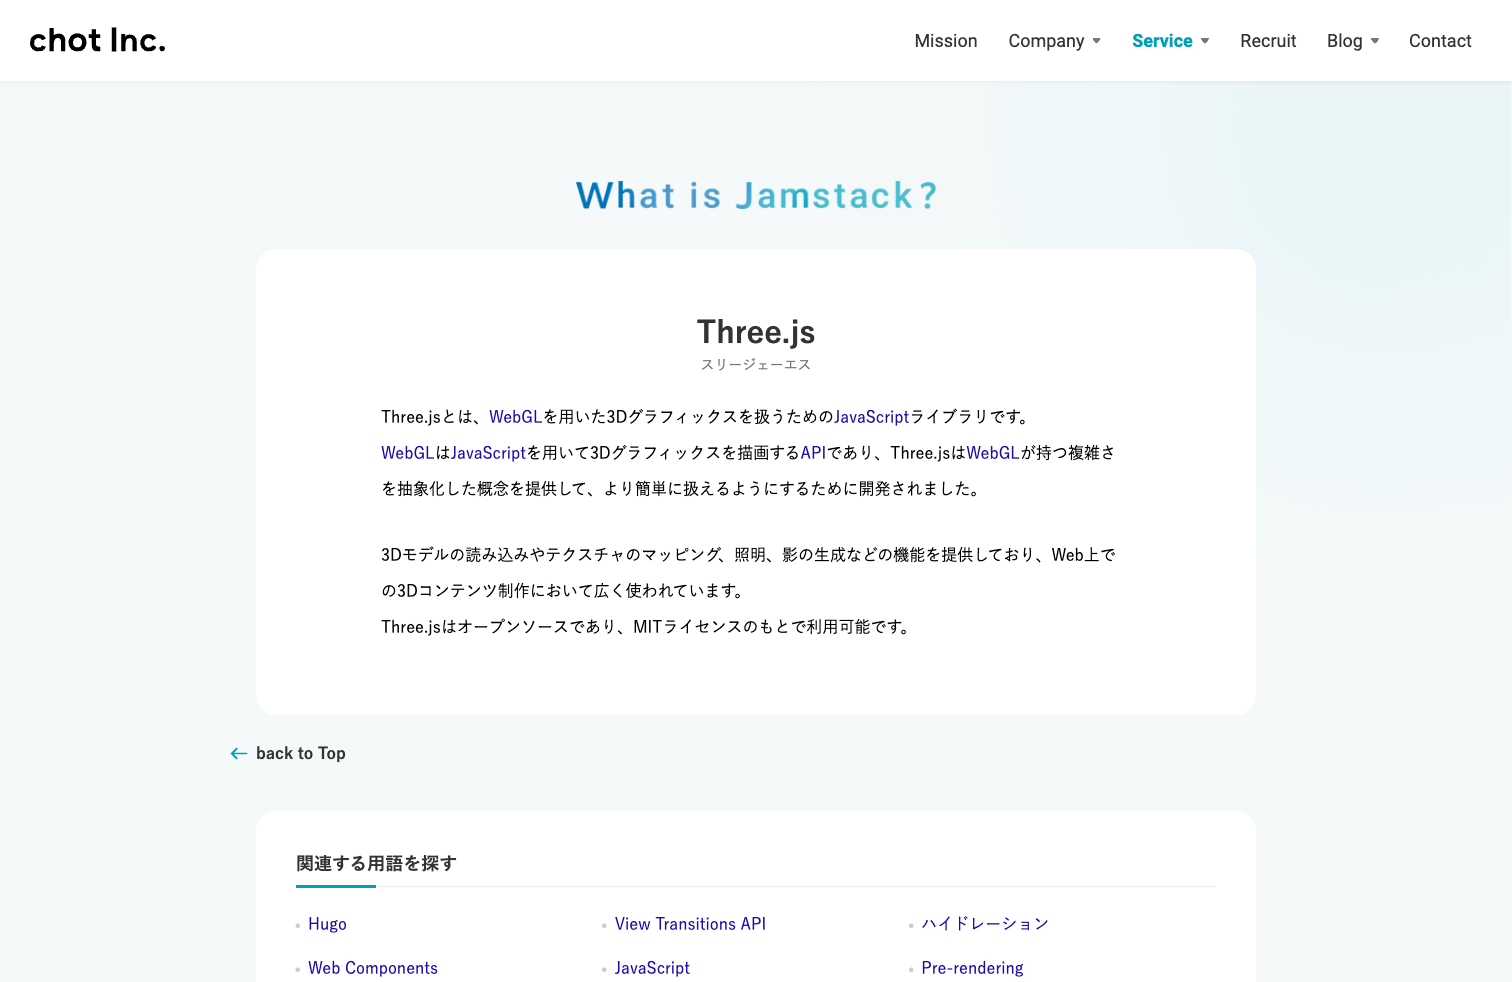 chot Inc.
Mission Company Service Recruit Blog Contact
What is Jamstack?
Three.js
スリージェーエス
Three.jsとは、WebGLを用いた3Dグラフィックスを扱うためのJavaScriptライブラリです。
WebGLはJavaScriptを用いて3Dグラフィックスを描画するAPIであり、Three.jsはWebGLが持つ複雑さ
を抽象化した概念を提供して、より簡単に扱えるようにするために開発されました。
3Dモデルの読み込みやテクスチャのマッピング、照明、影の生成などの機能を提供しており、Web上で
の3Dコンテンツ制作において広く使われています。
Three.jsはオープンソースであり、MITライセンスのもとで利用可能です。
back to Top
関連する用語を探す
Hugo View Transitions API ハイドレーション
Web Components JavaScript Pre-rendering